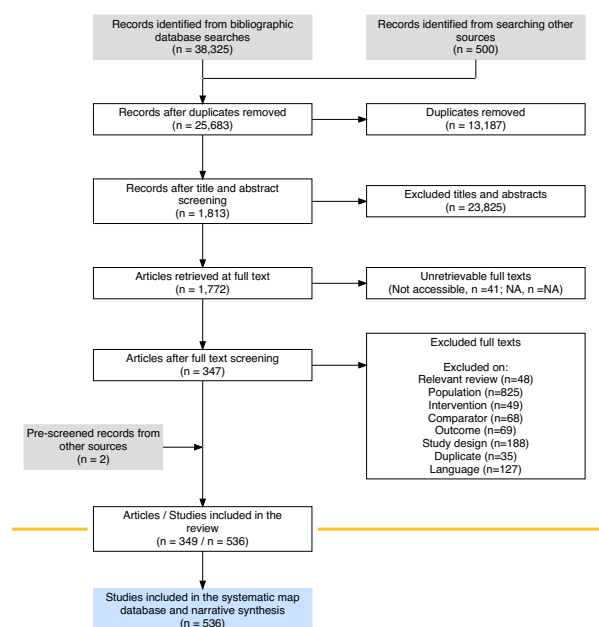 Records identified from bibliographic
database searches
(n = 38,325)
Records identified from searching other
sources
(n = 500)
Records after duplicates removed
(n = 25,683)
Duplicates removed
(n = 13,187)
Records after title and abstract
screening
(n = 1,813)
Excluded titles and abstracts
(n = 23,825)
Articles retrieved at full text
(n = 1,772)
Unretrievable full texts
(Not accessible, n =41; NA, n =NA)
Articles after full text screening
(n = 347)
Excluded full texts
Excluded on:
Relevant review (n=48)
Population (n=825)
Intervention (n=49)
Comparator (n=68)
Outcome (n=69)
Study design (n=188)
Duplicate (n=35)
Language (n=127)
Pre-screened records from
other sources
(n = 2)
Articles / Studies included in the
review
(n = 349 / n = 536)
Studies included in the systematic map
database and narrative synthesis
(n = 536)